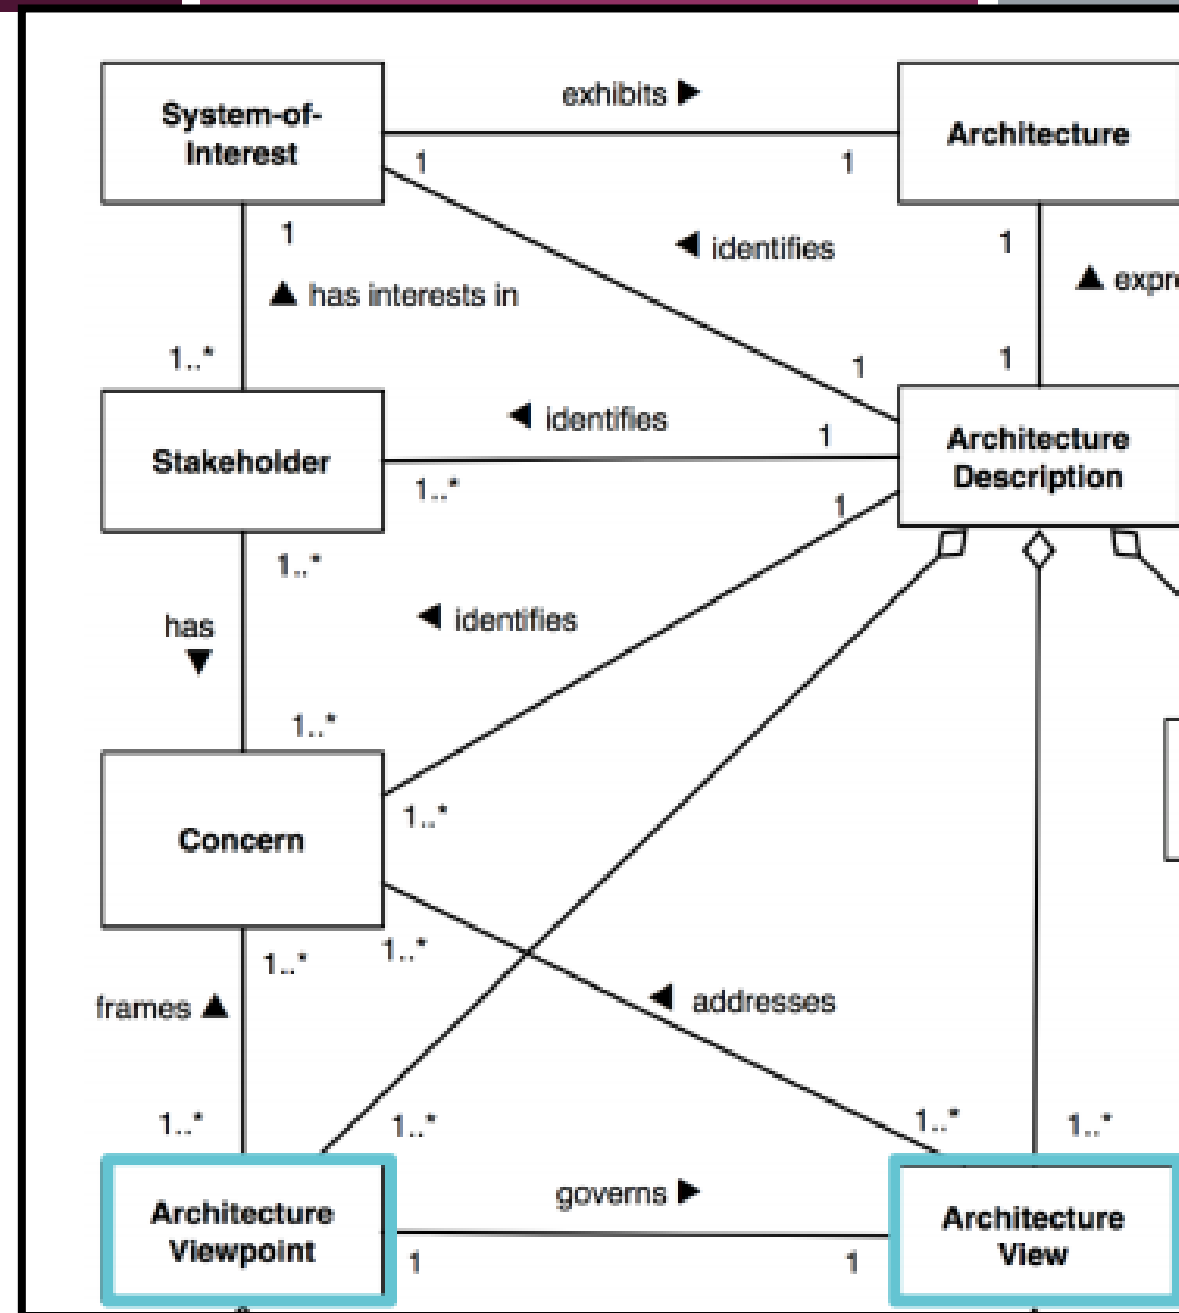 exhibits ▶
System-of-
Interest
Architecture
1
1
◀ identifies
1
1
▲ has interests in
▲ expre
1..*
1
1
◀ identifies
1
Stakeholder
Architecture
Description
1..*
1
1..*
has
▼
◀ identifies
1..*
1..*
Concern
1..*
1..*
◀ addresses
frames ▲
1..*
1..*
1..*
1..*
governs ▶
Architecture
Viewpoint
Architecture
View
1
1